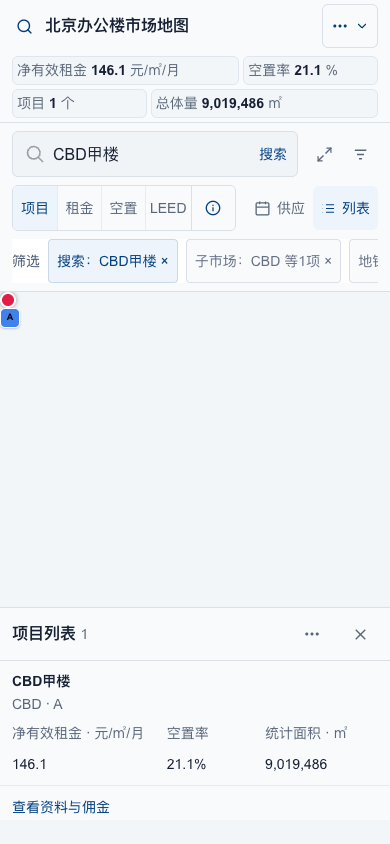 北京办公楼市场地图
净有效租金 146.1 元/㎡/月
空置率 21.1 %
项目 1 个
总体量 9,019,486 ㎡
CBD甲楼 搜索
项目 租金 空置 LEED 供应 列表
筛选 搜索：CBD甲楼 × 子市场：CBD 等1项 × 地
A
项目列表 1
CBD甲楼
CBD · A
净有效租金 · 元/㎡/月 空置率 统计面积 · ㎡
146.1 21.1% 9,019,486
查看资料与佣金